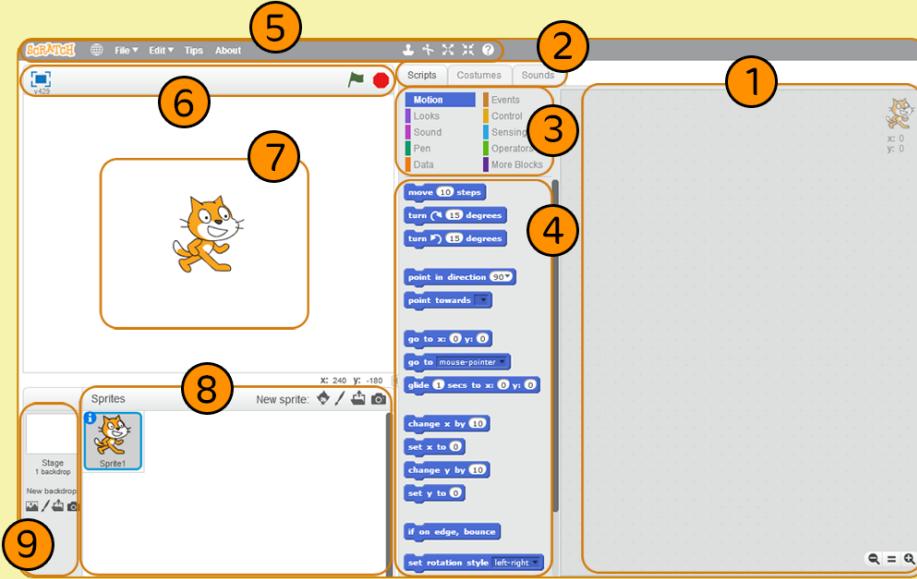 5
SCRATCH File Edit Tips About
2
1
v429
6
Scripts Costumes Sounds
Motion Events
Looks Control
Sound Sensing
Pen Operators
Data More Blocks
3
x: 0
y: 0
7
4
move 10 steps
turn 15 degrees
turn 15 degrees
point in direction 90
point towards
go to x: 0 y: 0
go to mouse-pointer
glide 1 secs to x: 0 y: 0
change x by 10
set x to 0
change y by 10
set y to 0
if on edge, bounce
set rotation style left-right
X: 240 y: -180
8
Sprites New sprite:
Sprite1
Stage
1 backdrop
New backdrop
9